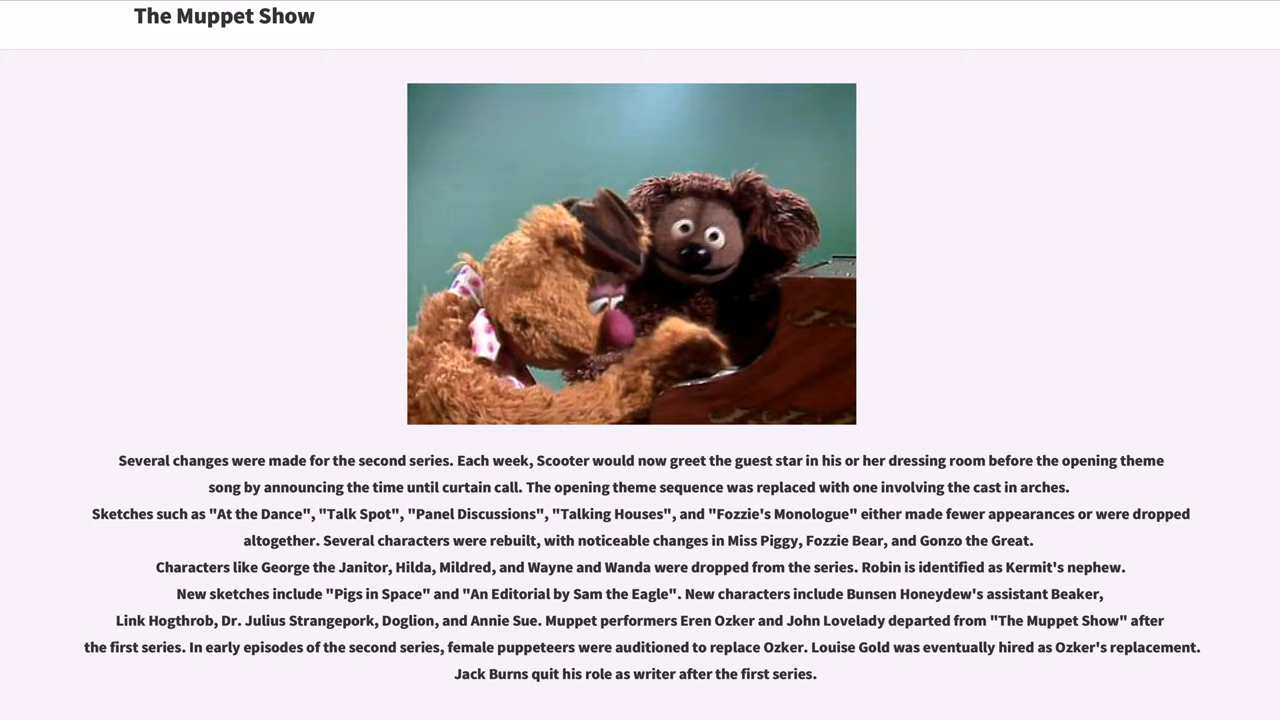 The Muppet Show
Several changes were made for the second series. Each week, Scooter would now greet the guest star in his or her dressing room before the opening theme
song by announcing the time until curtain call. The opening theme sequence was replaced with one involving the cast in arches.
Sketches such as "At the Dance", "Talk Spot", "Panel Discussions", "Talking Houses", and "Fozzie's Monologue" either made fewer appearances or were dropped
altogether. Several characters were rebuilt, with noticeable changes in Miss Piggy, Fozzie Bear, and Gonzo the Great.
Characters like George the Janitor, Hilda, Mildred, and Wayne and Wanda were dropped from the series. Robin is identified as Kermit's nephew.
New sketches include "Pigs in Space" and "An Editorial by Sam the Eagle". New characters include Bunsen Honeydew's assistant Beaker,
Link Hogthrob, Dr. Julius Strangepork, Doglion, and Annie Sue. Muppet performers Eren Ozker and John Lovelady departed from "The Muppet Show" after
the first series. In early episodes of the second series, female puppeteers were auditioned to replace Ozker. Louise Gold was eventually hired as Ozker's replacement.
Jack Burns quit his role as writer after the first series.